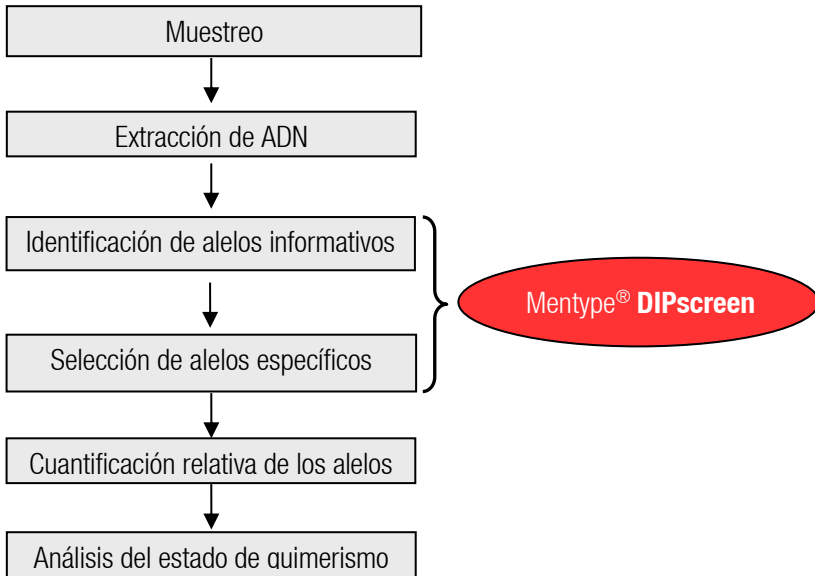 Muestreo
Extracción de ADN
Identificación de alelos informativos
Mentype® DIPscreen
Selección de alelos específicos
Cuantificación relativa de los alelos
Análisis del estado de quimerismo